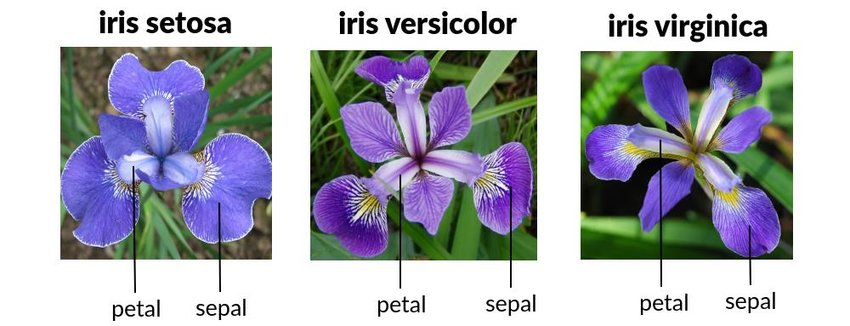 iris setosa
iris versicolor
iris virginica
petal
sepal
petal
sepal
petal
sepal